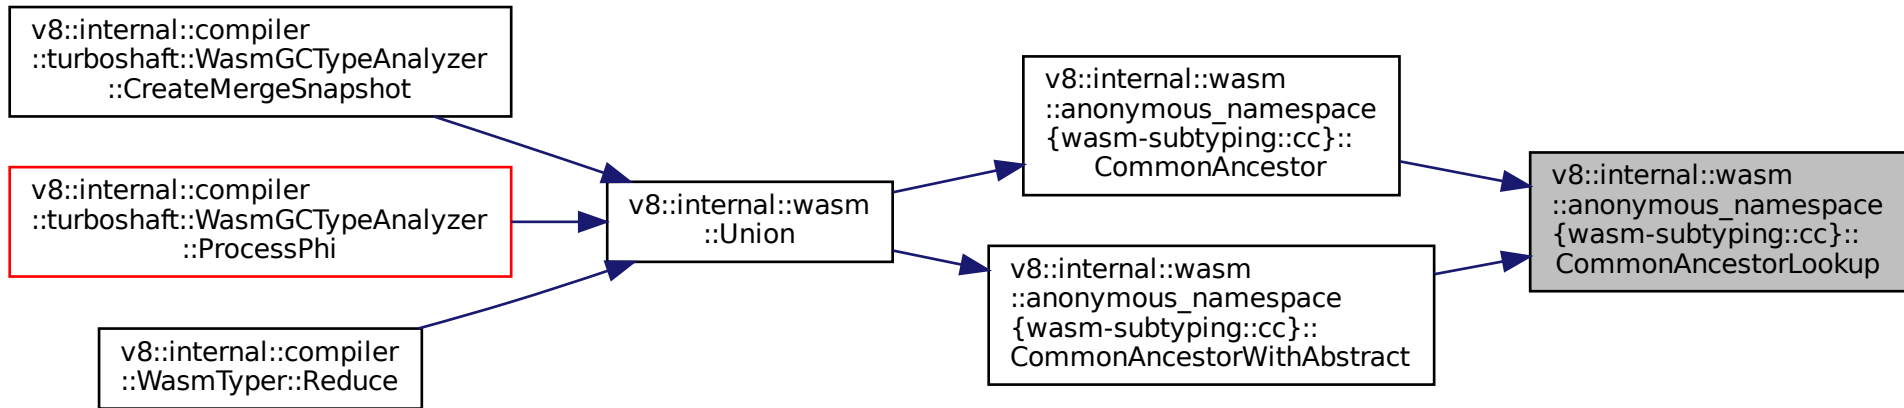 v8::internal::compiler
::turboshaft::WasmGCTypeAnalyzer
::CreateMergeSnapshot
v8::internal::compiler
::turboshaft::WasmGCTypeAnalyzer
::ProcessPhi
v8::internal::compiler
::WasmTyper::Reduce
v8::internal::wasm
::Union
v8::internal::wasm
::anonymous_namespace
{wasm-subtyping::cc}::
CommonAncestor
v8::internal::wasm
::anonymous_namespace
{wasm-subtyping::cc}::
CommonAncestorWithAbstract
v8::internal::wasm
::anonymous_namespace
{wasm-subtyping::cc}::
CommonAncestorLookup